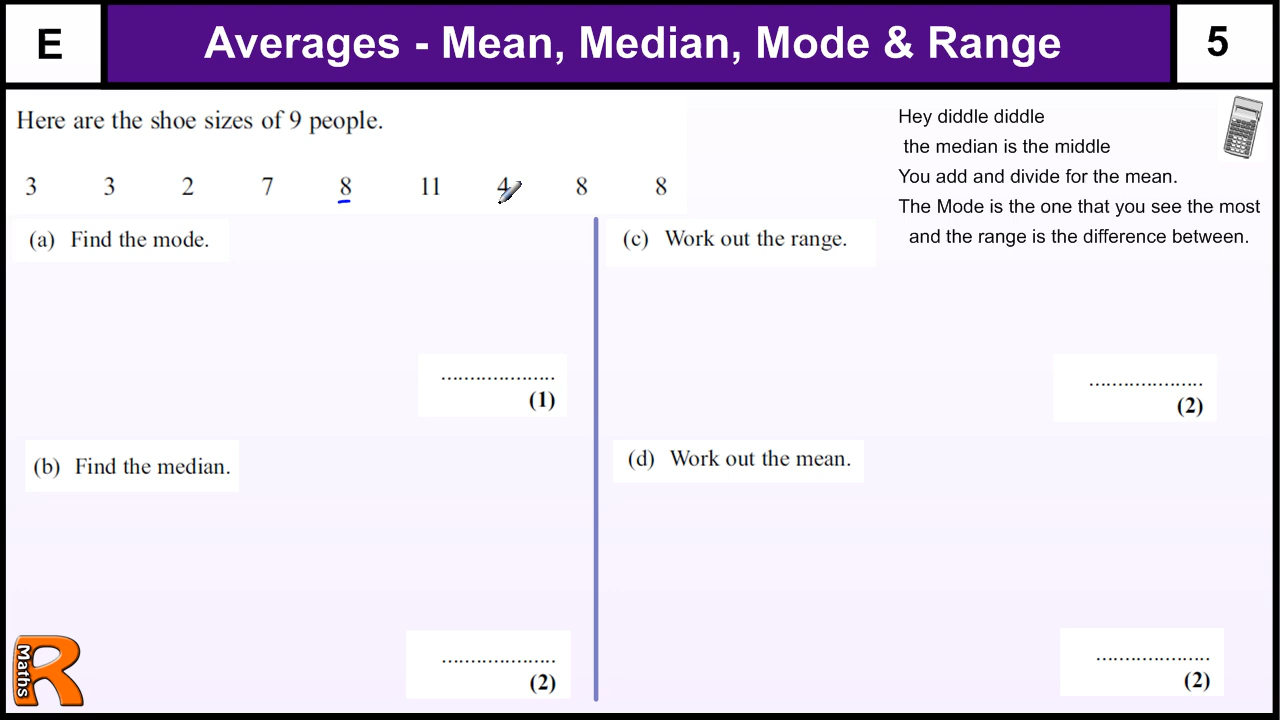 E
Averages - Mean, Median, Mode & Range
5
Here are the shoe sizes of 9 people.
3 3 2 7 8 11 4 8 8
Hey diddle diddle
the median is the middle
You add and divide for the mean.
The Mode is the one that you see the most
and the range is the difference between.
(a) Find the mode.
....................
(1)
(b) Find the median.
....................
(2)
(c) Work out the range.
....................
(2)
(d) Work out the mean.
....................
(2)
R
Maths